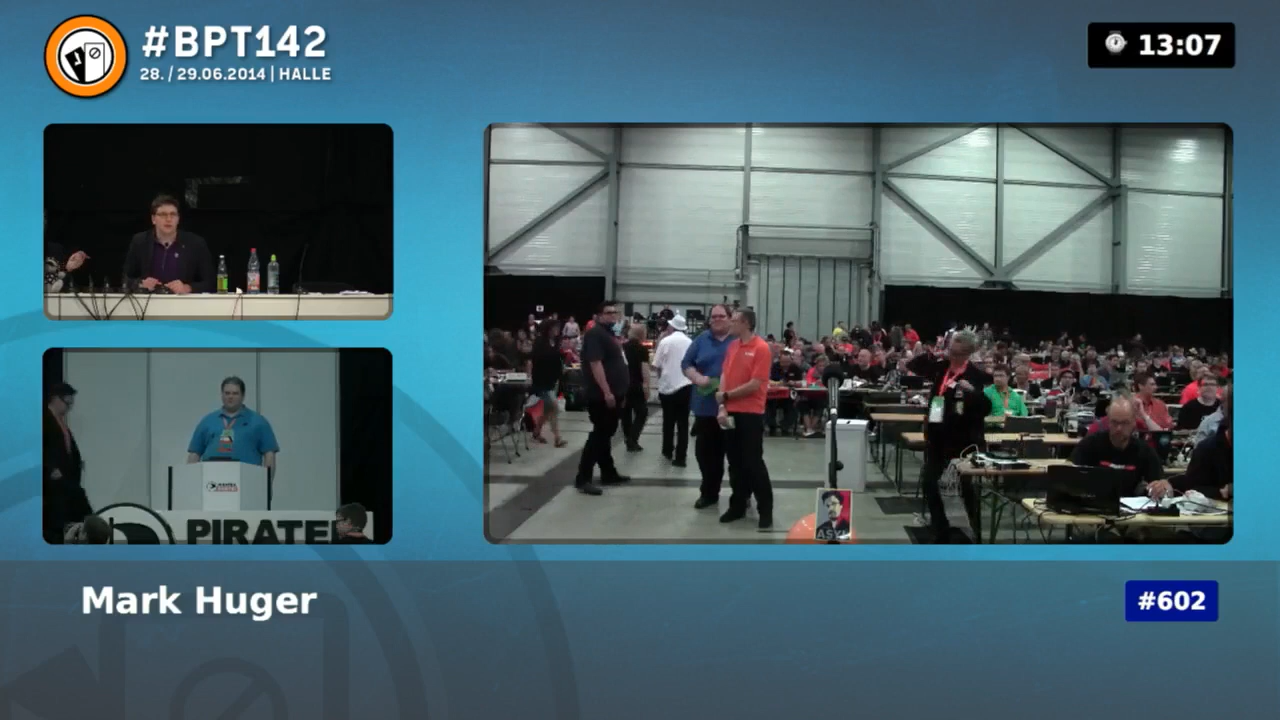 #BPT142
28. / 29.06.2014 | HALLE
13:07
PIRATEN
ASYL
Mark Huger
#602